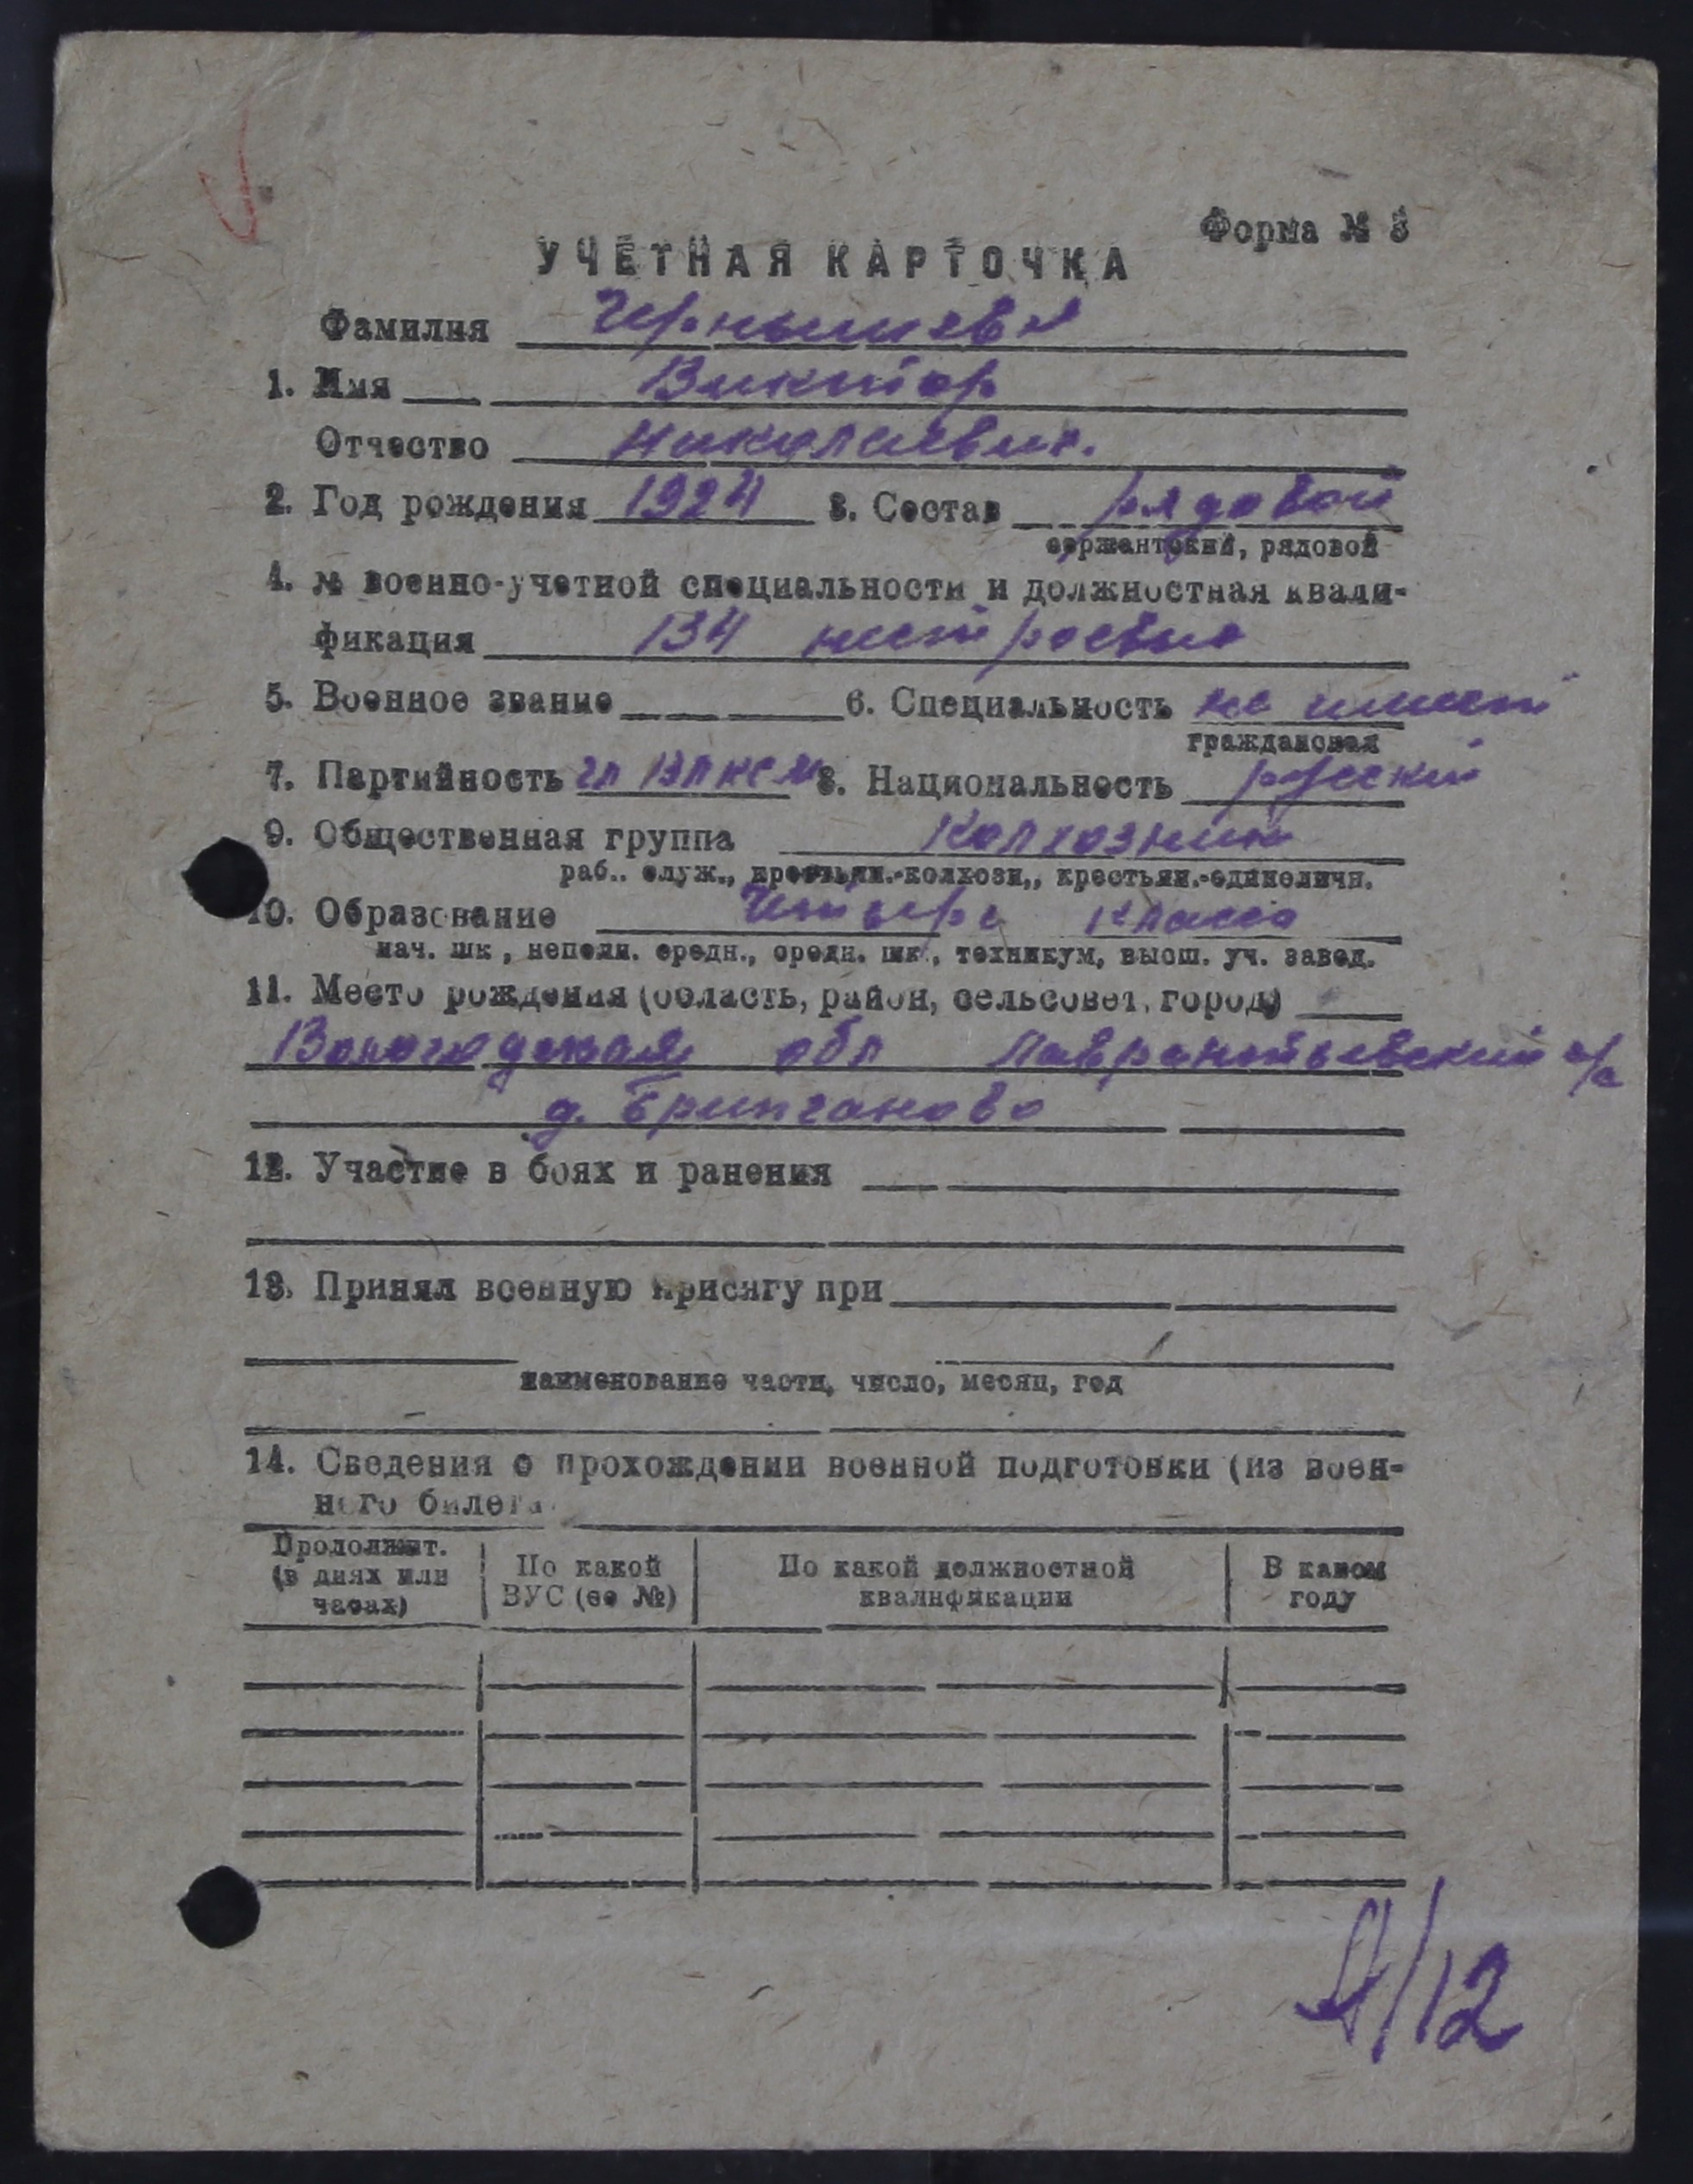 Форма № 3
УЧЁТНАЯ КАРТОЧКА
Фамилия Чернышев
1. Имя Виктор
Отчество Николаевич.
2. Год рождения 1924 3. Состав рядовой
сержантский, рядовой
4. № военно-учетной специальности и должностная квали-
фикация 134 нестроевые
5. Военное звание 6. Специальность не имеет
гражданская
7. Партийность чл ВЛКСМ 8. Национальность русский
9. Общественная группа колхозник
раб., служ., крестьян.-колхозн., крестьян.-единоличн.
10. Образование Четыре класса
нач. шк., неполн. средн., средн. шк., техникум, высш. уч. завед.
11. Место рождения (область, район, сельсовет, город)
Вологодская обл Лаврентьевский с/с
д.
12. Участие в боях и ранения
13. Принял военную присягу при
наименование части, число, месяц, год
14. Сведения о прохождении военной подготовки (из воен-
ного билета
Продолжит. (в днях или часах) По какой ВУС (ее №) По какой должностной квалификации В каком году
/12